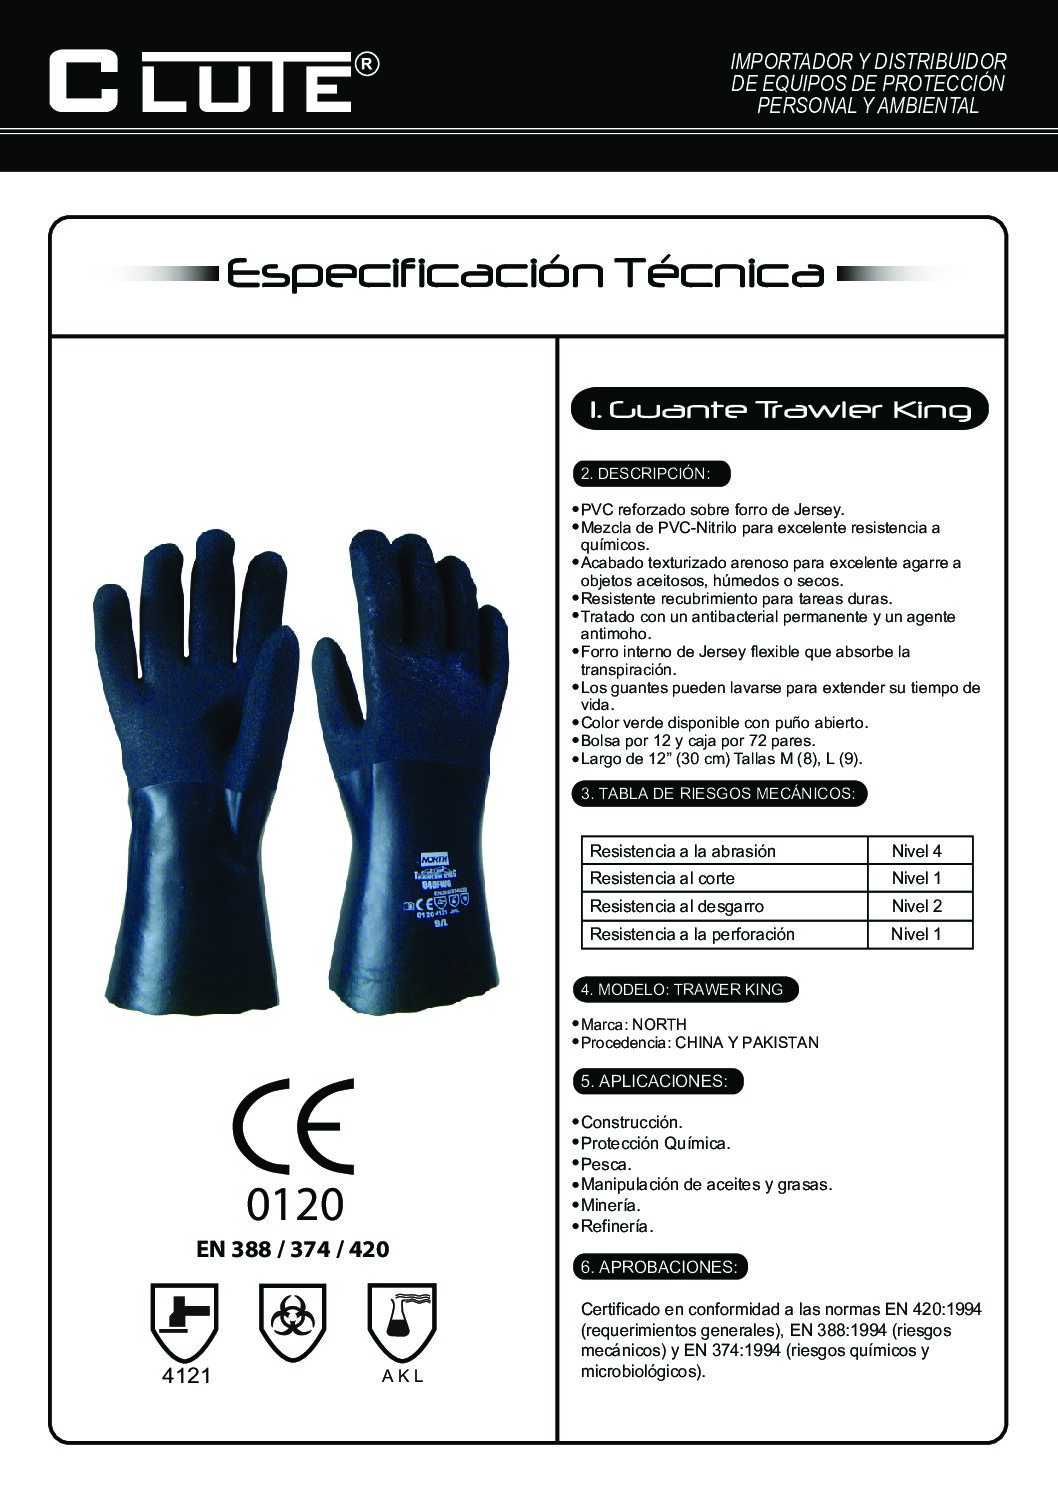 CLUTE®
IMPORTADOR Y DISTRIBUIDOR
DE EQUIPOS DE PROTECCIÓN
PERSONAL Y AMBIENTAL
Especificación Técnica
1. Guante Trawler King
2. DESCRIPCIÓN:
•PVC reforzado sobre forro de Jersey.
•Mezcla de PVC-Nitrilo para excelente resistencia a
químicos.
•Acabado texturizado arenoso para excelente agarre a
objetos aceitosos, húmedos o secos.
•Resistente recubrimiento para tareas duras.
•Tratado con un antibacterial permanente y un agente
antimoho.
•Forro interno de Jersey flexible que absorbe la
transpiración.
•Los guantes pueden lavarse para extender su tiempo de
vida.
•Color verde disponible con puño abierto.
•Bolsa por 12 y caja por 72 pares.
•Largo de 12” (30 cm) Tallas M (8), L (9).
3. TABLA DE RIESGOS MECÁNICOS:
Resistencia a la abrasión Nivel 4
Resistencia al corte Nivel 1
Resistencia al desgarro Nivel 2
Resistencia a la perforación Nivel 1
4. MODELO: TRAWER KING
•Marca: NORTH
•Procedencia: CHINA Y PAKISTAN
5. APLICACIONES:
•Construcción.
•Protección Química.
•Pesca.
•Manipulación de aceites y grasas.
•Minería.
•Refinería.
6. APROBACIONES:
Certificado en conformidad a las normas EN 420:1994
(requerimientos generales), EN 388:1994 (riesgos
mecánicos) y EN 374:1994 (riesgos químicos y
microbiológicos).
NORTH
CE
0120 4121
9/L
CE
0120
EN 388 / 374 / 420
4121
AKL